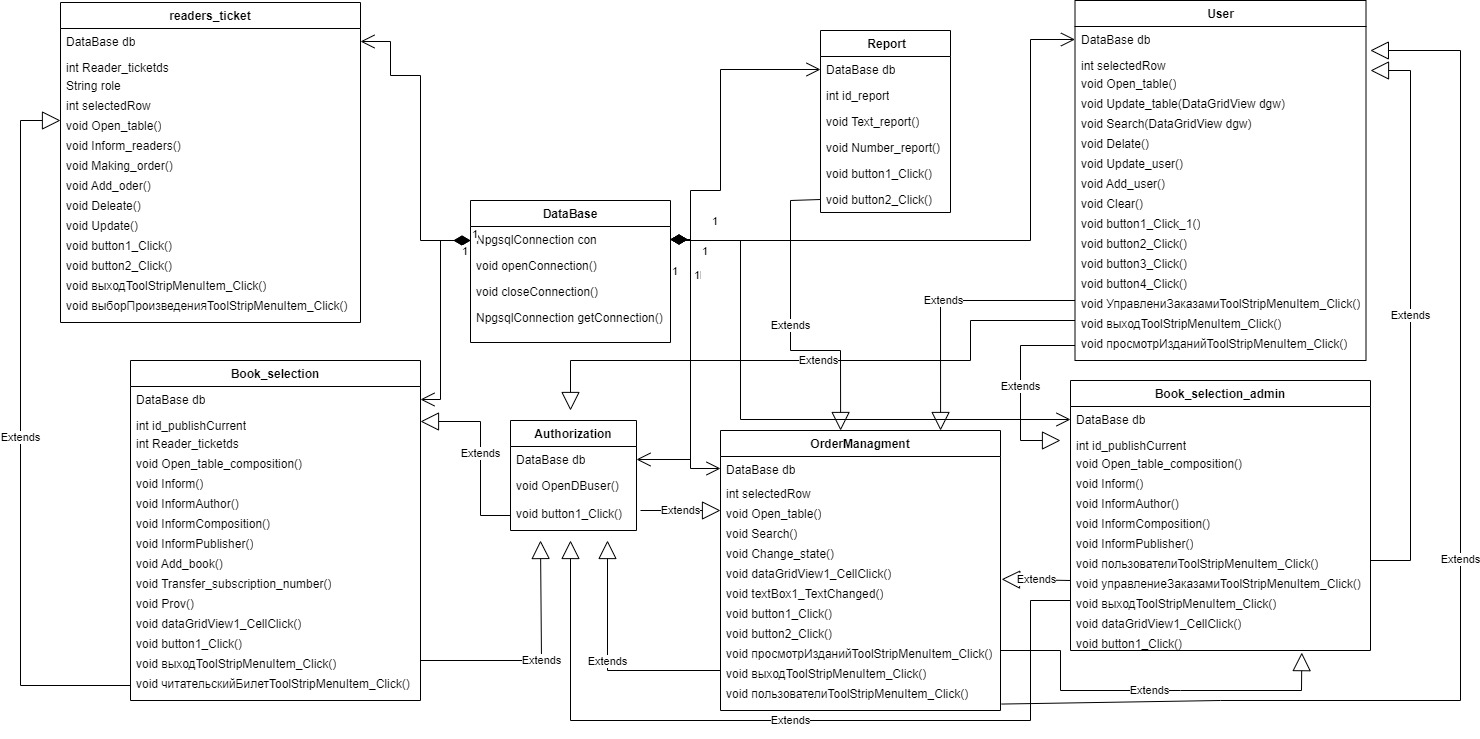 readers_ticket
DataBase db
int Reader_ticketds
String role
int selectedRow
void Open_table()
void Inform_readers()
void Making_order()
void Add_oder()
void Deleate()
void Update()
void button1_Click()
void button2_Click()
void выходToolStripMenuItem_Click()
void выборПроизведенияToolStripMenuItem_Click()
Report
DataBase db
int id_report
void Text_report()
void Number_report()
void button1_Click()
void button2_Click()
User
DataBase db
int selectedRow
void Open_table()
void Update_table(DataGridView dgw)
void Search(DataGridView dgw)
void Delate()
void Update_user()
void Add_user()
void Clear()
void button1_Click_1()
void button2_Click()
void button3_Click()
void button4_Click()
void УправлениЗаказамиToolStripMenuItem_Click()
void выходToolStripMenuItem_Click()
void просмотрИзданийToolStripMenuItem_Click()
DataBase
NpgsqlConnection con
void openConnection()
void closeConnection()
NpgsqlConnection getConnection()
1
1
1
1
1
1
Extends
Extends
Extends
Extends
Extends
Book_selection
DataBase db
int id_publishCurrent
int Reader_ticketds
void Open_table_composition()
void Inform()
void InformAuthor()
void InformComposition()
void InformPublisher()
void Add_book()
void Transfer_subscription_number()
void Prov()
void dataGridView1_CellClick()
void button1_Click()
void выходToolStripMenuItem_Click()
void читательскийБилетToolStripMenuItem_Click()
Extends
Extends
Authorization
DataBase db
void OpenDBuser()
void button1_Click()
Extends
OrderManagment
DataBase db
int selectedRow
void Open_table()
void Search()
void Change_state()
void dataGridView1_CellClick()
void textBox1_TextChanged()
void button1_Click()
void button2_Click()
void просмотрИзданийToolStripMenuItem_Click()
void выходToolStripMenuItem_Click()
void пользователиToolStripMenuItem_Click()
Book_selection_admin
DataBase db
int id_publishCurrent
void Open_table_composition()
void Inform()
void InformAuthor()
void InformComposition()
void InformPublisher()
void пользователиToolStripMenuItem_Click()
void управлениеЗаказамиToolStripMenuItem_Click()
void выходToolStripMenuItem_Click()
void dataGridView1_CellClick()
void button1_Click()
Extends
Extends
Extends
Extends
Extends
Extends